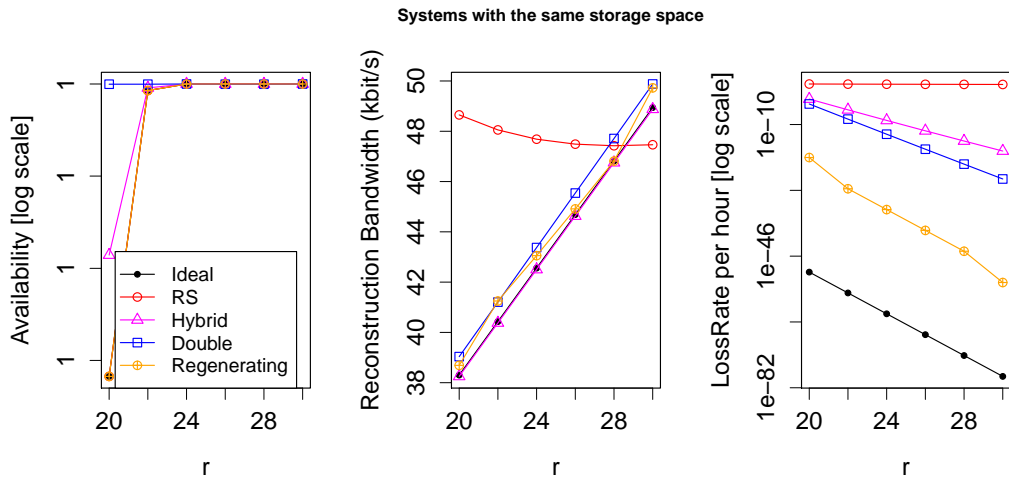 Systems with the same storage space
Availability [log scale]
1
1
1
1
20
24
28
r
Ideal
RS
Hybrid
Double
Regenerating
Reconstruction Bandwidth (kbit/s)
50
48
46
44
42
40
38
20
24
28
r
LossRate per hour [log scale]
1e−10
1e−46
1e−82
20
24
28
r